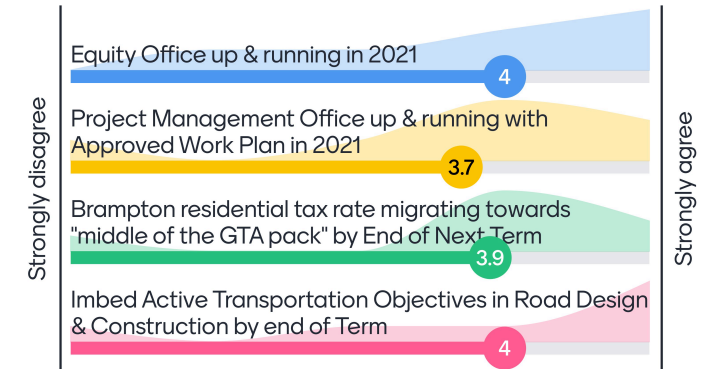 Strongly disagree
Equity Office up & running in 2021
4
Project Management Office up & running with
Approved Work Plan in 2021
3.7
Brampton residential tax rate migrating towards
"middle of the GTA pack" by End of Next Term
3.9
Imbed Active Transportation Objectives in Road Design
& Construction by end of Term
4
Strongly agree